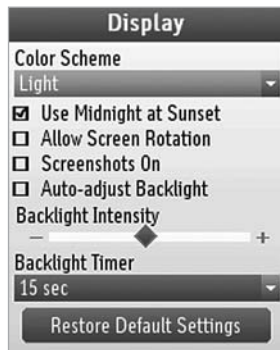 Display
Color Scheme
Light
Use Midnight at Sunset
Allow Screen Rotation
Screenshots On
Auto-adjust Backlight
Backlight Intensity
− +
Backlight Timer
15 sec
Restore Default Settings